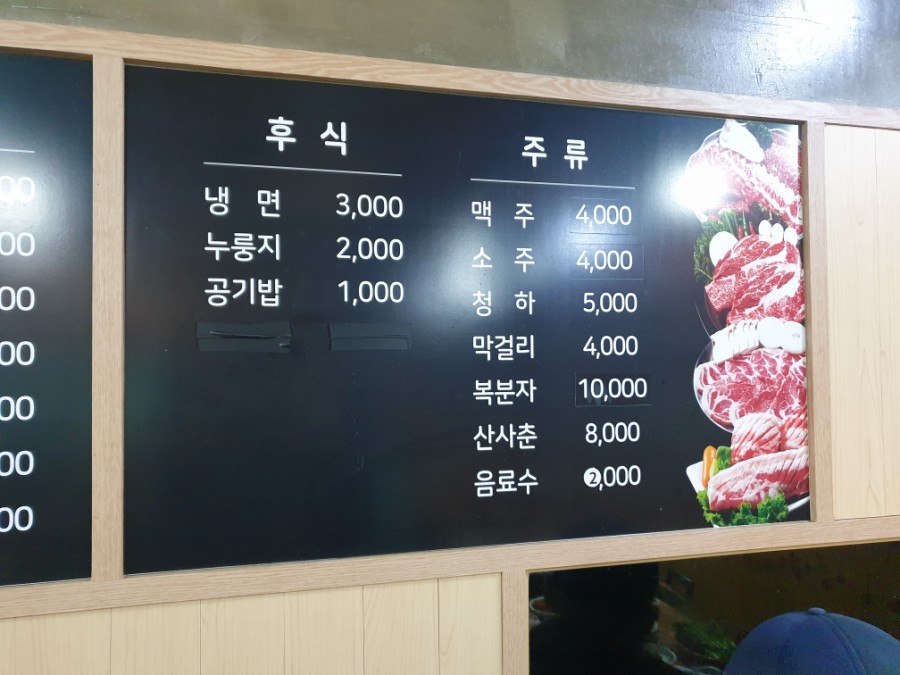 후 식
냉 면 3,000
누룽지 2,000
공기밥 1,000
주 류
맥 주 4,000
소 주 4,000
청 하 5,000
막걸리 4,000
복분자 10,000
산사춘 8,000
음료수 2,000